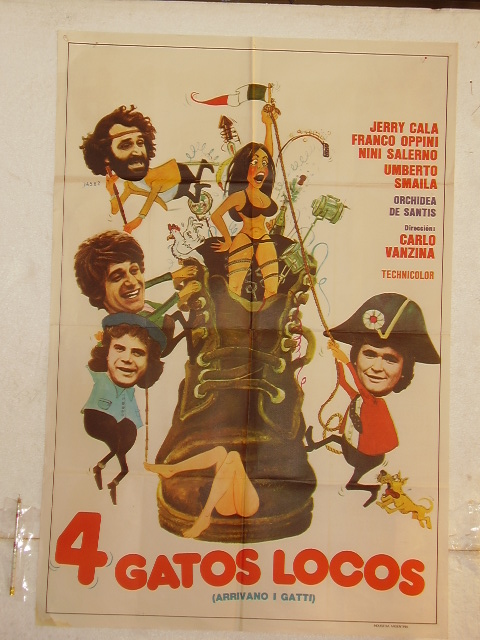 JERRY CALA
FRANCO OPPINI
NINI SALERNO
UMBERTO
SMAILA
ORCHIDEA
DE SANTIS
Dirección:
CARLO
VANZINA
TECHNICOLOR
4 GATOS LOCOS
(ARRIVANO I GATTI)